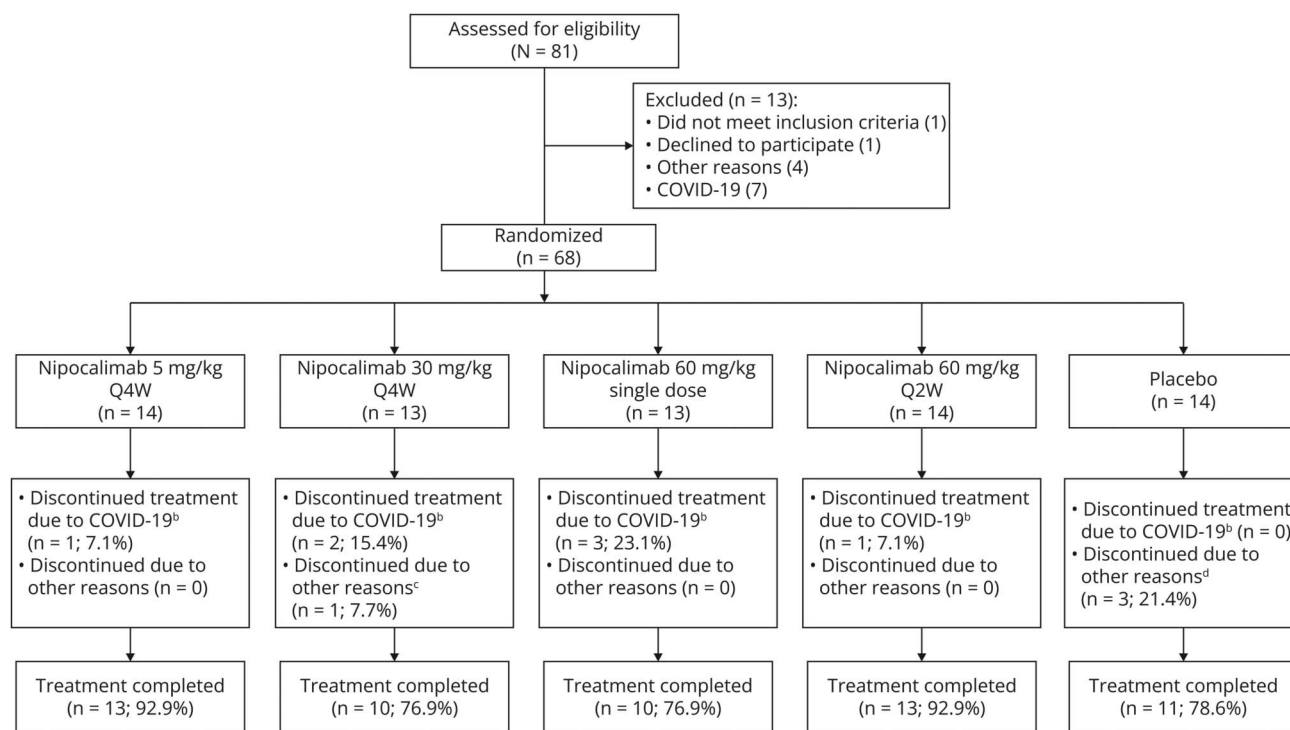 Assessed for eligibility
(N = 81)
Excluded (n = 13):
• Did not meet inclusion criteria (1)
• Declined to participate (1)
• Other reasons (4)
• COVID-19 (7)
Randomized
(n = 68)
Nipocalimab 5 mg/kg
Q4W
(n = 14)
Nipocalimab 30 mg/kg
Q4W
(n = 13)
Nipocalimab 60 mg/kg
single dose
(n = 13)
Nipocalimab 60 mg/kg
Q2W
(n = 14)
Placebo
(n = 14)
• Discontinued treatment
due to COVID-19ᵇ
(n = 1; 7.1%)
• Discontinued due to
other reasons (n = 0)
• Discontinued treatment
due to COVID-19ᵇ
(n = 2; 15.4%)
• Discontinued due to
other reasonsᶜ
(n = 1; 7.7%)
• Discontinued treatment
due to COVID-19ᵇ
(n = 3; 23.1%)
• Discontinued due to
other reasons (n = 0)
• Discontinued treatment
due to COVID-19ᵇ
(n = 1; 7.1%)
• Discontinued due to
other reasons (n = 0)
• Discontinued treatment
due to COVID-19ᵇ (n = 0)
• Discontinued due to
other reasonsᵈ
(n = 3; 21.4%)
Treatment completed
(n = 13; 92.9%)
Treatment completed
(n = 10; 76.9%)
Treatment completed
(n = 10; 76.9%)
Treatment completed
(n = 13; 92.9%)
Treatment completed
(n = 11; 78.6%)